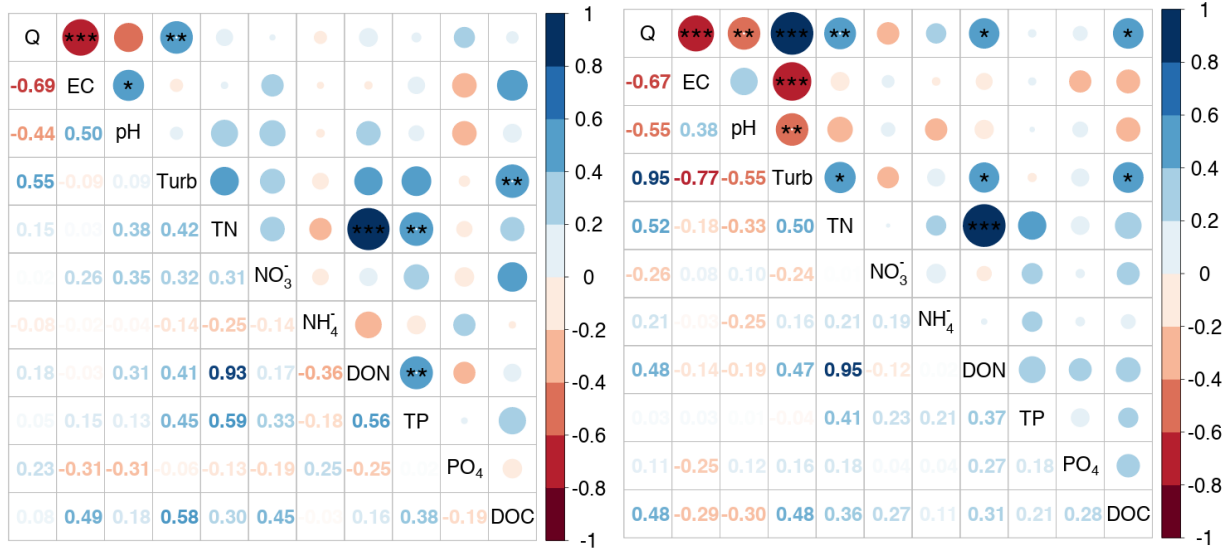 Q *** **
-0.69 EC *
-0.44 0.50 pH
0.55 -0.09 0.09 Turb **
0.15 0.03 0.38 0.42 TN *** **
0.26 0.35 0.32 0.31 NO₃⁻
-0.08 -0.02 -0.04 -0.14 -0.25 -0.14 NH₄⁻
0.18 -0.03 0.31 0.41 0.93 0.17 -0.36 DON **
0.05 0.15 0.13 0.45 0.59 0.33 -0.18 0.56 TP
0.23 -0.31 -0.31 -0.06 -0.13 -0.19 0.25 -0.25 0.02 PO₄
0.08 0.49 0.18 0.58 0.30 0.45 -0.03 0.16 0.38 -0.19 DOC
1
0.8
0.6
0.4
0.2
0
-0.2
-0.4
-0.6
-0.8
-1
Q *** ** *** ** * *
-0.67 EC ***
-0.55 0.38 pH **
0.95 -0.77 -0.55 Turb * * *
0.52 -0.18 -0.33 0.50 TN ***
-0.26 0.08 0.10 -0.24 NO₃⁻
0.21 -0.03 -0.25 0.16 0.21 0.19 NH₄⁻
0.48 -0.14 -0.19 0.47 0.95 -0.12 0.02 DON
0.03 0.03 0.01 -0.04 0.41 0.23 0.21 0.37 TP
0.11 -0.25 0.12 0.16 0.18 0.04 0.04 0.27 0.18 PO₄
0.48 -0.29 -0.30 0.48 0.36 0.27 0.11 0.31 0.21 0.28 DOC
1
0.8
0.6
0.4
0.2
0
-0.2
-0.4
-0.6
-0.8
-1